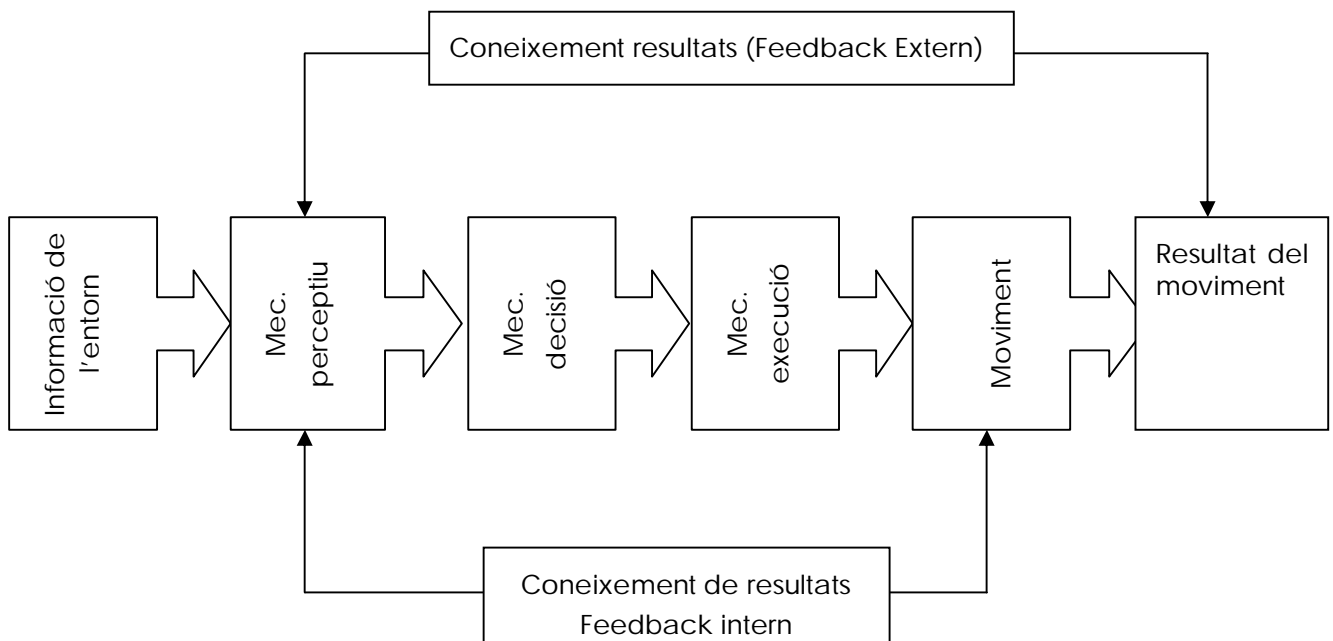 Coneixement resultats (Feedback Extern)
Informació de
l'entorn
Mec.
perceptiu
Mec.
decisió
Mec.
execució
Moviment
Resultat del
moviment
Coneixement de resultats
Feedback intern